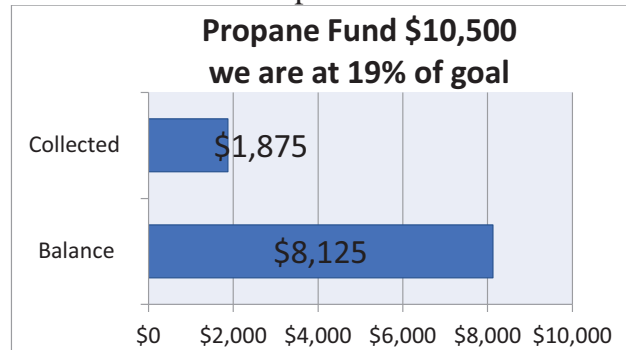 Propane Fund $10,500
we are at 19% of goal
Collected
$1,875
Balance
$8,125
$0 $2,000 $4,000 $6,000 $8,000 $10,000